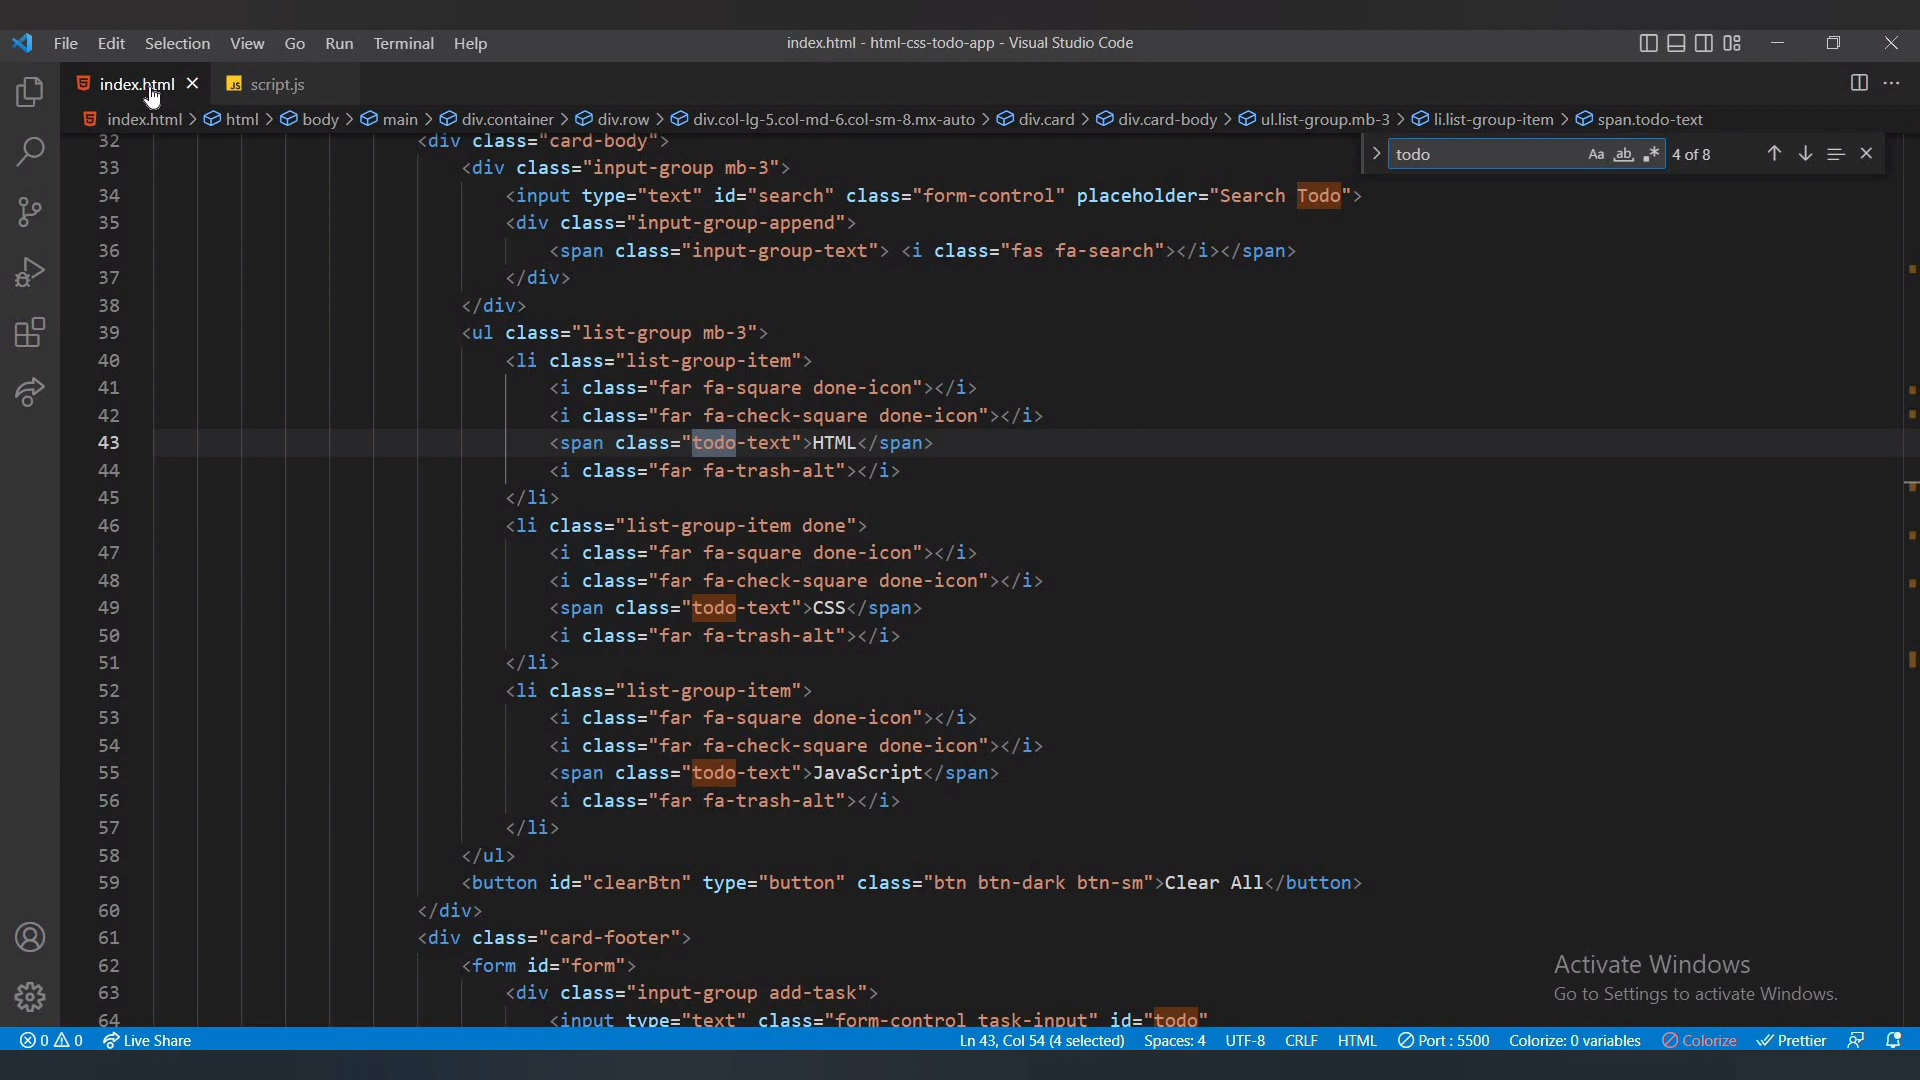 File Edit Selection View Go Run Terminal Help index.html - html-css-todo-app - Visual Studio Code
index.html JS script.js
index.html > html > body > main > div.container > div.row > div.col-lg-5.col-md-6.col-sm-8.mx-auto > div.card > div.card-body > ul.list-group.mb-3 > li.list-group-item > span.todo-text
todo Aa ab 4 of 8
32 <div class="card-body">
33 <div class="input-group mb-3">
34 <input type="text" id="search" class="form-control" placeholder="Search Todo">
35 <div class="input-group-append">
36 <span class="input-group-text"> <i class="fas fa-search"></i></span>
37 </div>
38 </div>
39 <ul class="list-group mb-3">
40 <li class="list-group-item">
41 <i class="far fa-square done-icon"></i>
42 <i class="far fa-check-square done-icon"></i>
43 <span class="todo-text">HTML</span>
44 <i class="far fa-trash-alt"></i>
45 </li>
46 <li class="list-group-item done">
47 <i class="far fa-square done-icon"></i>
48 <i class="far fa-check-square done-icon"></i>
49 <span class="todo-text">CSS</span>
50 <i class="far fa-trash-alt"></i>
51 </li>
52 <li class="list-group-item">
53 <i class="far fa-square done-icon"></i>
54 <i class="far fa-check-square done-icon"></i>
55 <span class="todo-text">JavaScript</span>
56 <i class="far fa-trash-alt"></i>
57 </li>
58 </ul>
59 <button id="clearBtn" type="button" class="btn btn-dark btn-sm">Clear All</button>
60 </div>
61 <div class="card-footer">
62 <form id="form">
63 <div class="input-group add-task">
64 <input type="text" class="form-control task-input" id="todo"
Activate Windows
Go to Settings to activate Windows.
0 0 Live Share Ln 43, Col 54 (4 selected) Spaces: 4 UTF-8 CRLF HTML Port : 5500 Colorize: 0 variables Colorize Prettier